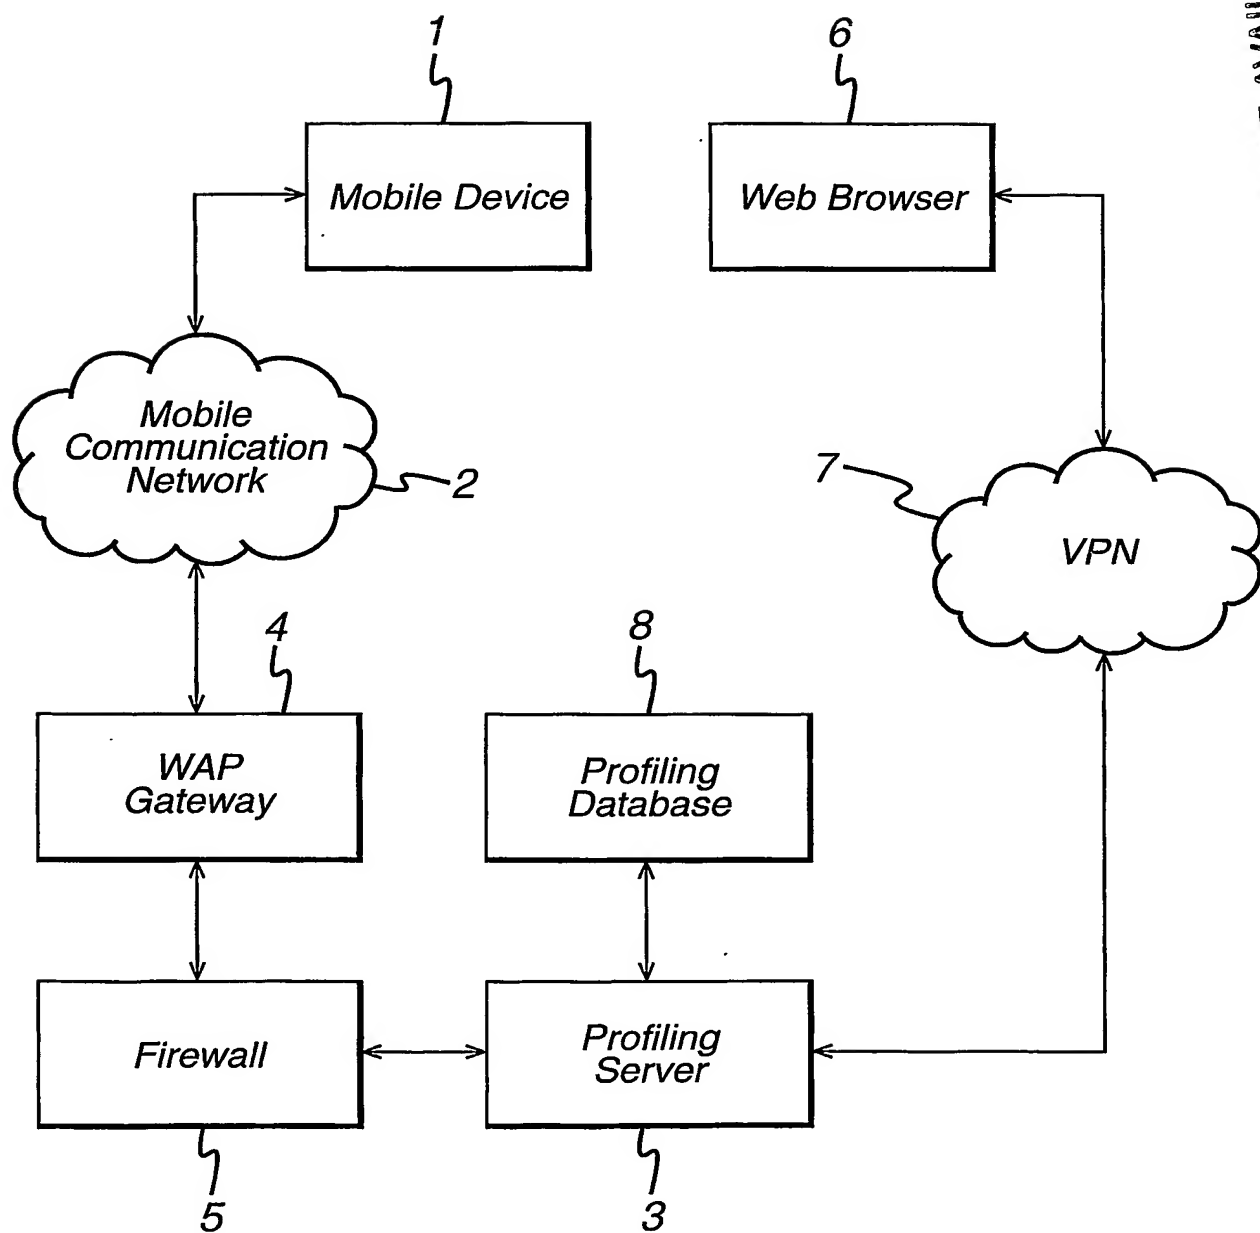 1
6
Mobile Device
Web Browser
Mobile
Communication
Network
2
7
VPN
4
8
WAP
Gateway
Profiling
Database
Firewall
Profiling
Server
5
3